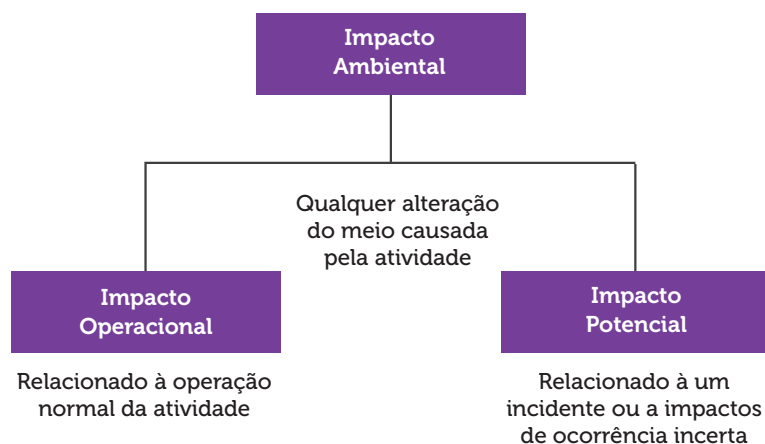 Impacto
Ambiental
Qualquer alteração
do meio causada
pela atividade
Impacto
Operacional
Relacionado à operação
normal da atividade
Impacto
Potencial
Relacionado à um
incidente ou a impactos
de ocorrência incerta